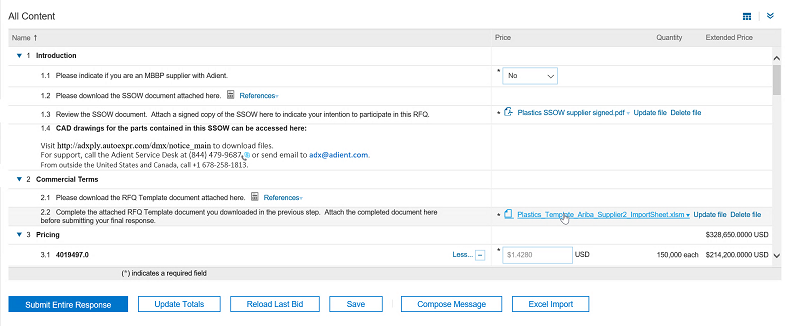 All Content
Name ↑ Price Quantity Extended Price
▼ 1 Introduction
1.1 Please indicate if you are an MBBP supplier with Adient. * No
1.2 Please download the SSOW document attached here. References
1.3 Review the SSOW document. Attach a signed copy of the SSOW here to indicate your intention to participate in this RFQ. * Plastics SSOW supplier signed.pdf Update file Delete file
1.4 CAD drawings for the parts contained in this SSOW can be accessed here:
Visit http://adxply.autoexpr.com/dmx/notice_main to download files.
For support, call the Adient Service Desk at (844) 479-9687 or send email to adx@adient.com.
From outside the United States and Canada, call +1 678-258-1813.
▼ 2 Commercial Terms
2.1 Please download the RFQ Template document attached here. References
2.2 Complete the attached RFQ Template document you downloaded in the previous step. Attach the completed document here * Plastics_Template_Ariba_Supplier2_ImportSheet.xlsm Update file Delete file
before submitting your final response.
▼ 3 Pricing $328,650.0000 USD
3.1 4019497.0 Less... − * $1.4280 USD 150,000 each $214,200.0000 USD
(*) indicates a required field
Submit Entire Response Update Totals Reload Last Bid Save Compose Message Excel Import